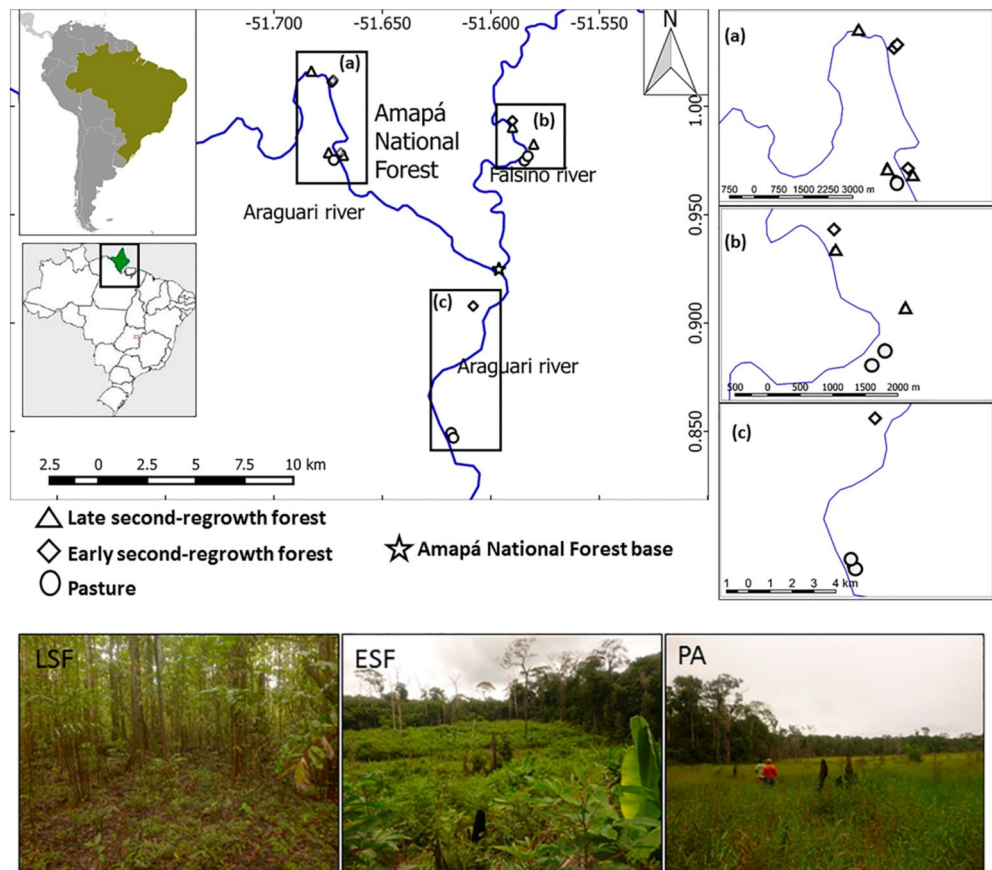 -51.700
-51.650
-51.600
-51.550
N
(a)
Amapá
National
Forest
(b)
Falsino river
Araguari river
(c)
Araguari river
1.00
0.950
0.900
0.850
2.5 0 2.5 5 7.5 10 km
Late second-regrowth forest
Early second-regrowth forest
Pasture
Amapá National Forest base
(a)
750 0 750 1500 2250 3000 m
(b)
500 0 500 1000 1500 2000 m
(c)
1 0 1 2 3 4 km
LSF
ESF
PA